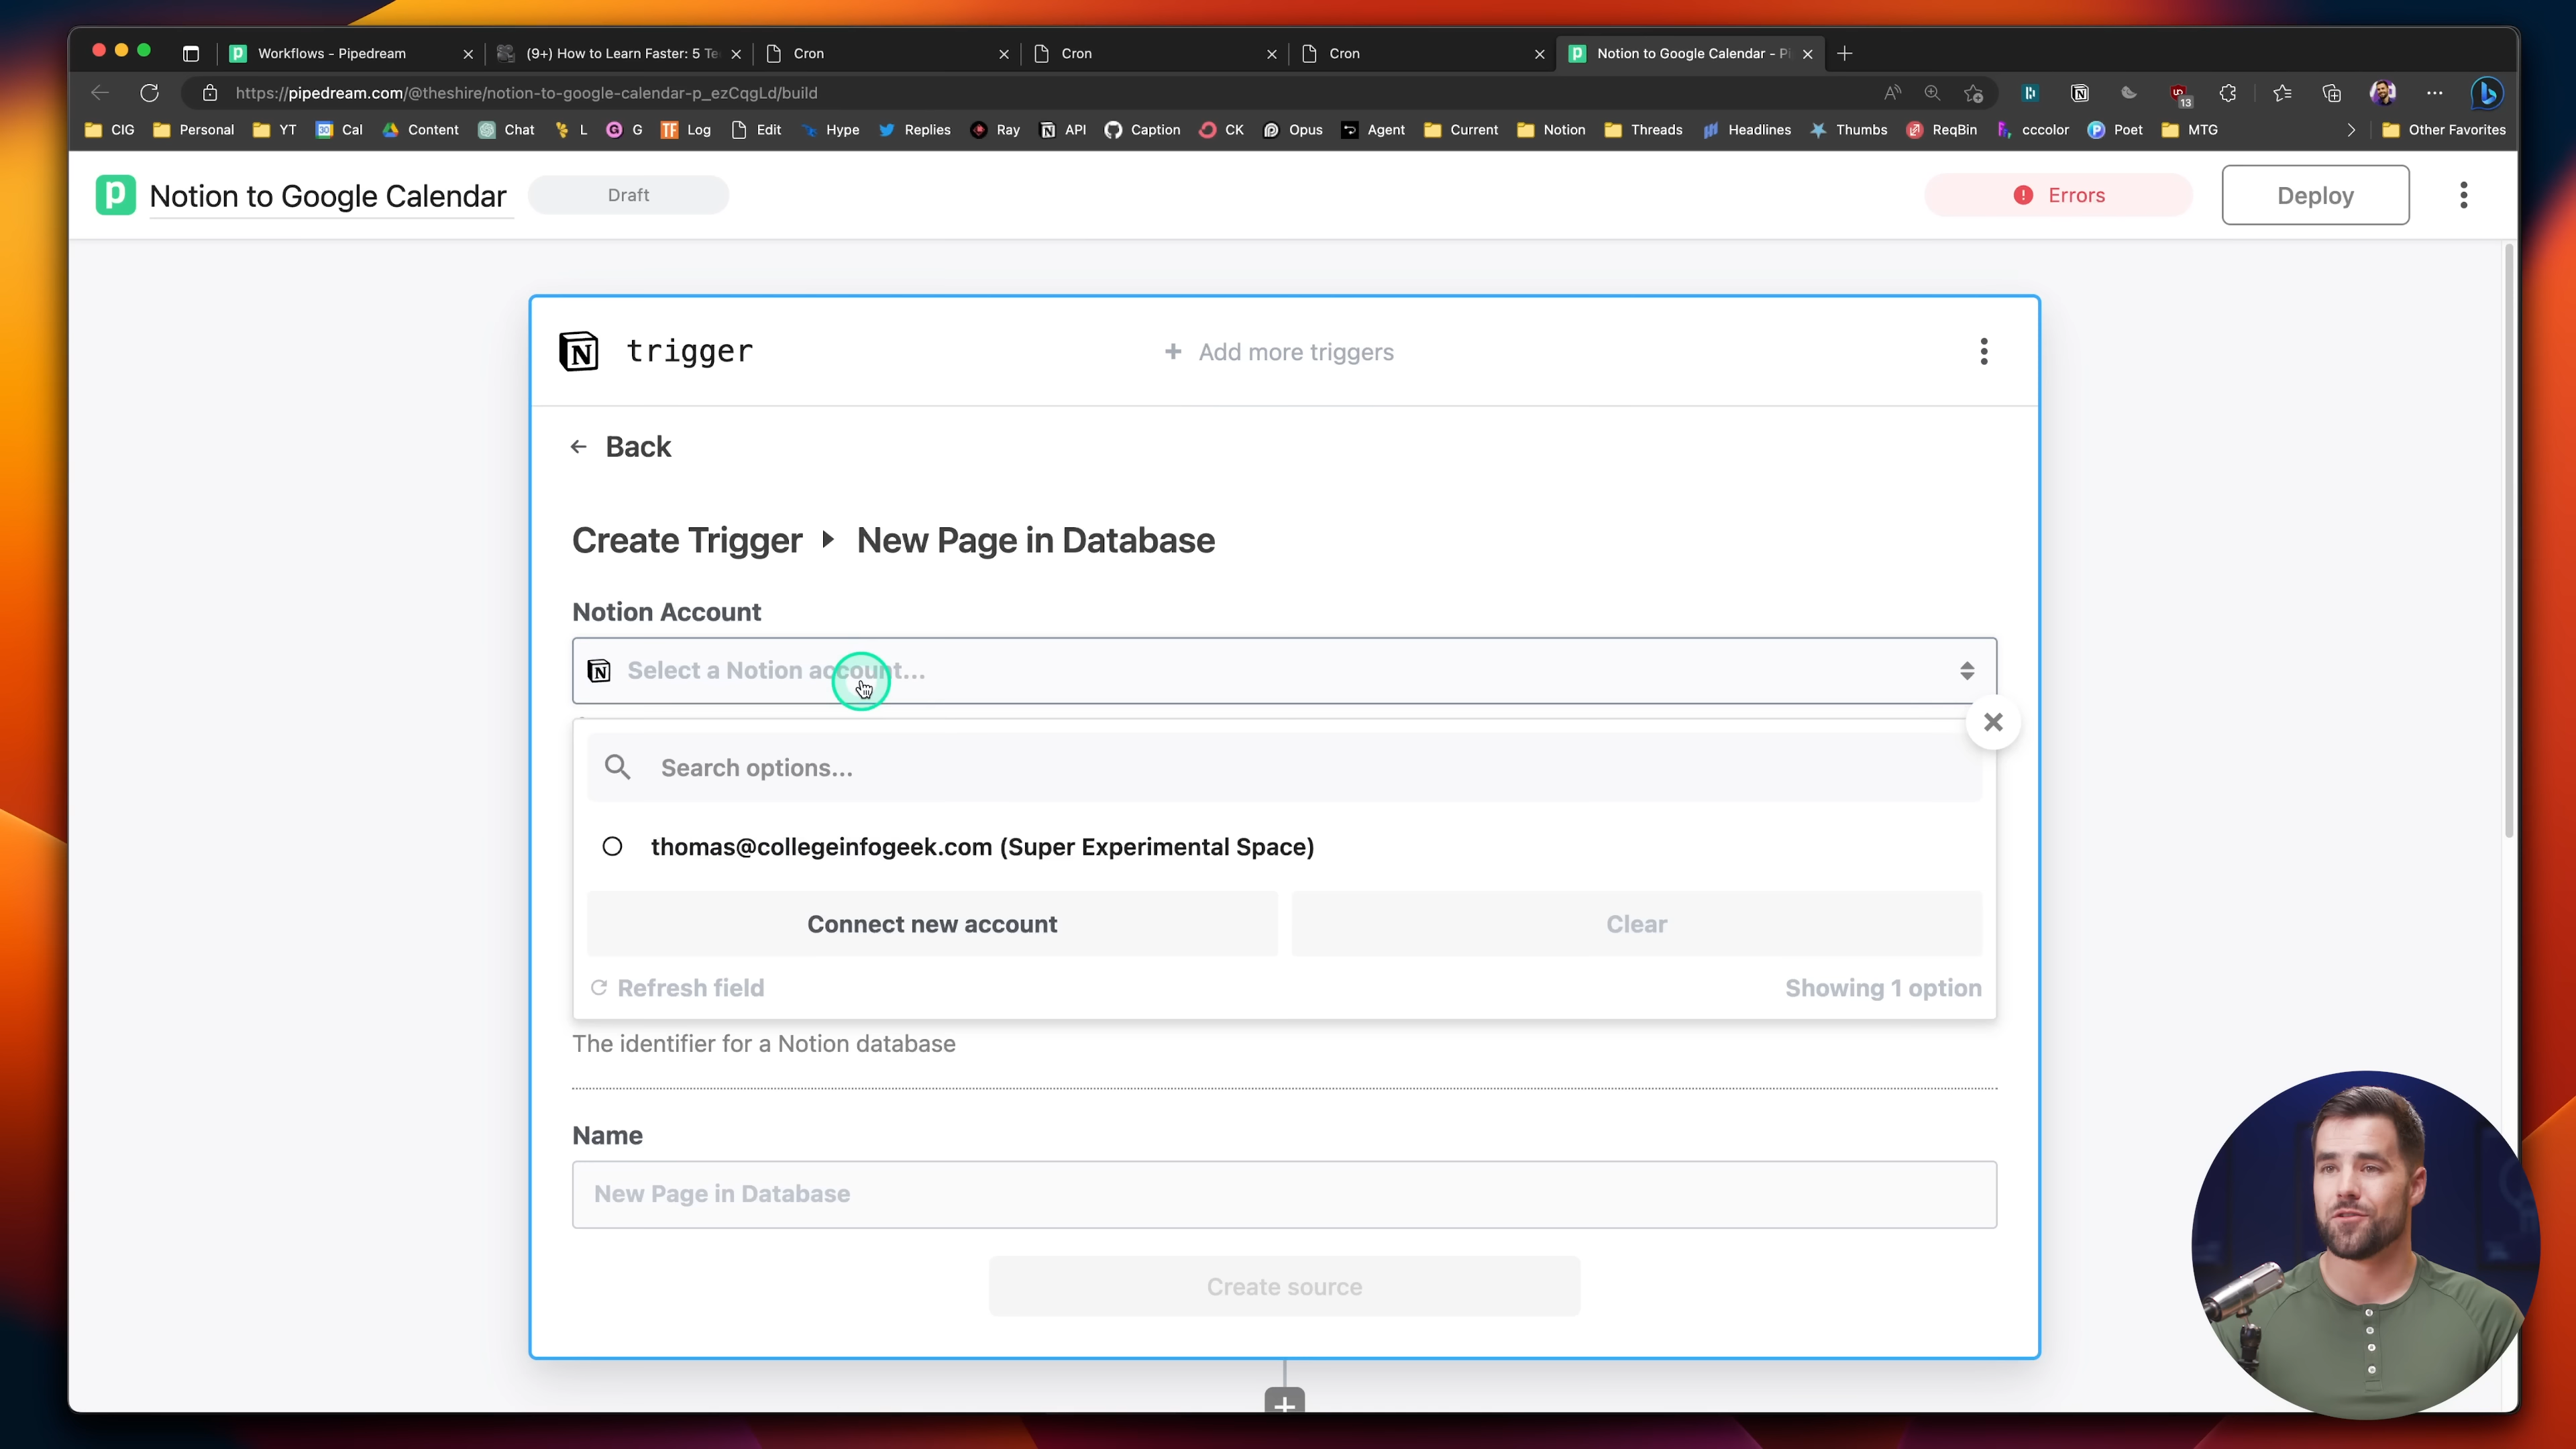 Workflows - Pipedream
(9+) How to Learn Faster: 5 Te
Cron
Cron
Cron
Notion to Google Calendar - Pi
https://pipedream.com/@theshire/notion-to-google-calendar-p_ezCqgLd/build
13
CIG Personal YT Cal Content Chat L G Log Edit Hype Replies Ray API Caption CK Opus Agent Current Notion Threads Headlines Thumbs ReqBin cccolor Poet MTG Other Favorites
Notion to Google Calendar
Draft
Errors
Deploy
trigger
+ Add more triggers
← Back
Create Trigger New Page in Database
Notion Account
Select a Notion account...
Search options...
thomas@collegeinfogeek.com (Super Experimental Space)
Connect new account
Clear
Refresh field
Showing 1 option
The identifier for a Notion database
Name
New Page in Database
Create source